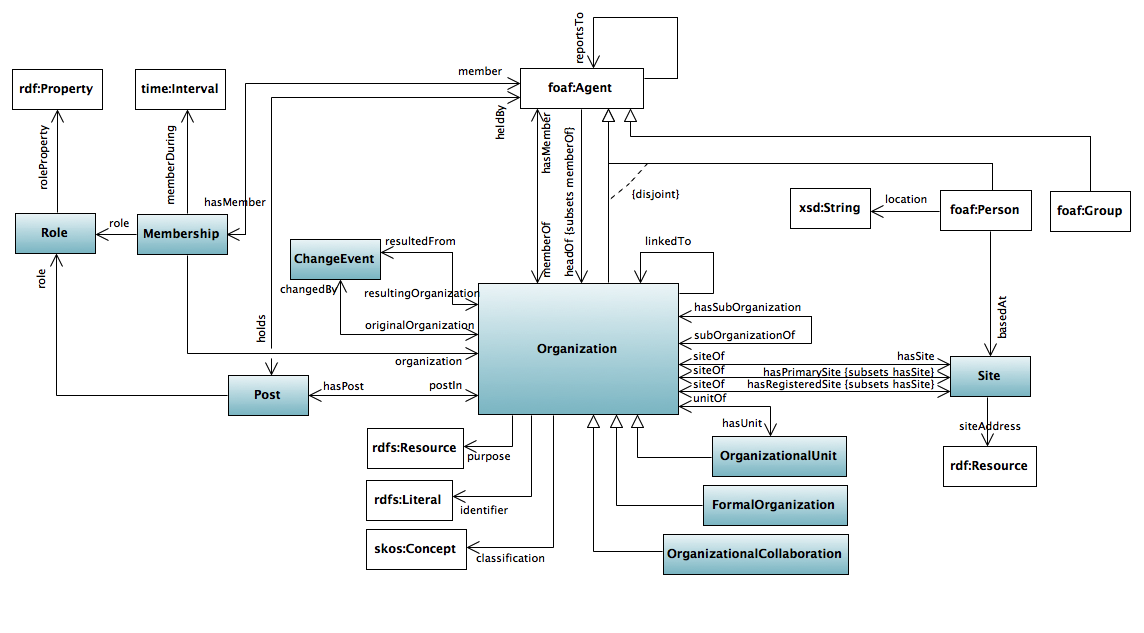 reportsTo
member
rdf:Property
time:Interval
foaf:Agent
heldBy
hasMember
headOf {subsets memberOf}
roleProperty
memberDuring
{disjoint}
hasMember
xsd:String
location
foaf:Person
foaf:Group
Role
role
Membership
memberOf
resultedFrom
linkedTo
ChangeEvent
role
changedBy
resultingOrganization
hasSubOrganization
basedAt
holds
originalOrganization
subOrganizationOf
Organization
organization
siteOf
hasSite
siteOf
hasPrimarySite {subsets hasSite}
siteOf
hasRegisteredSite {subsets hasSite}
Site
Post
hasPost
postIn
unitOf
hasUnit
siteAddress
rdfs:Resource
purpose
OrganizationalUnit
rdf:Resource
rdfs:Literal
identifier
FormalOrganization
skos:Concept
classification
OrganizationalCollaboration